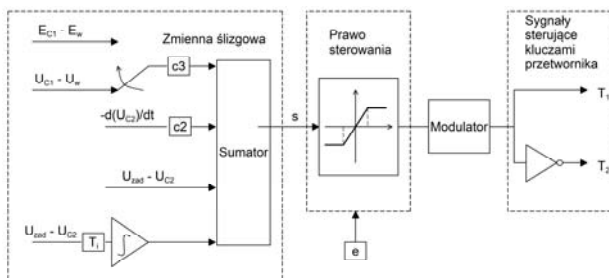 E_C1 - E_w
Zmienna ślizgowa
c3
U_C1 - U_w
-d(U_C2)/dt
c2
Sumator
U_zad - U_C2
U_zad - U_C2
T_i
∫
s
Prawo
sterowania
e
Modulator
Sygnały
sterujące
kluczami
przetwornika
T_1
T_2